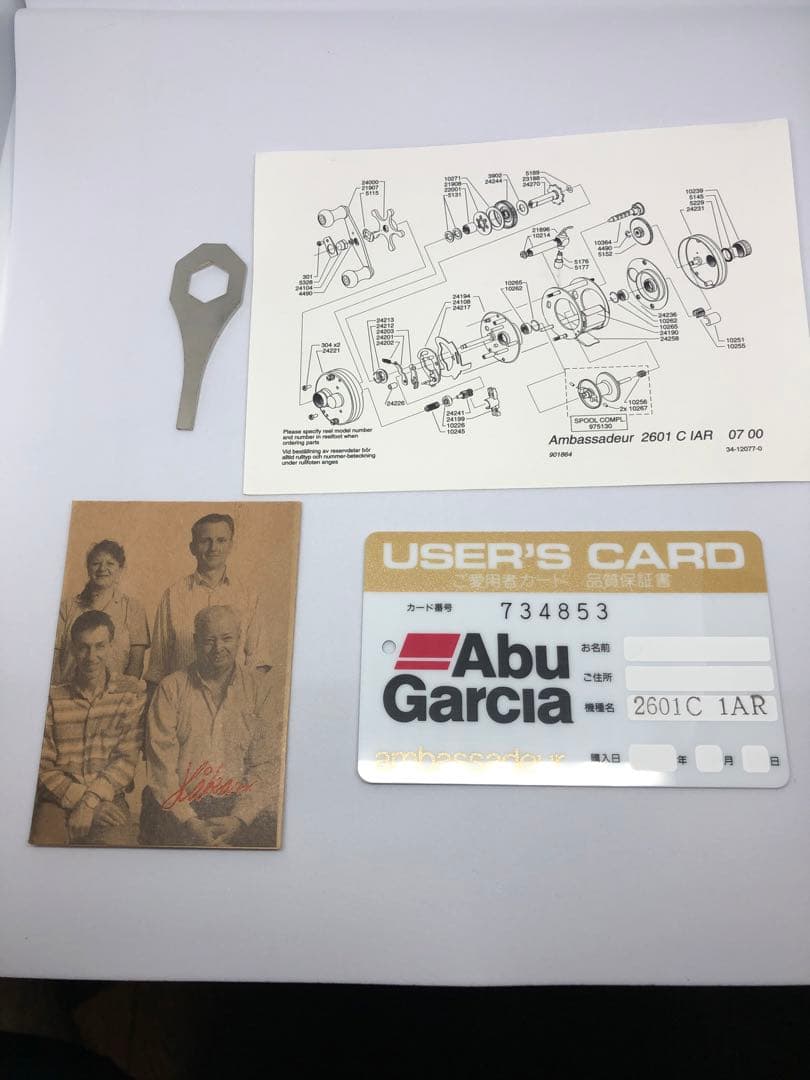 24000
21907
5115
10271
21908
22001
5131
3902
24244
5189
23188
24270
21896
10214
5176
5177
10364
4490
5152
10239
5145
5229
24231
301
5328
24104
4490
304 x2
24221
24213
24212
24203
24201
24202
24194
24108
24217
10265
10262
24236
10262
10265
24190
24258
10251
10255
24226
24241
24199
10226
10245
10256
2x 10267
SPOOL COMPL.
975130
Please specify reel model number
and number in reelfoot when
ordering parts
Vid beställning av reservdetar bör
alltid rulltyp och nummer-beteckning
under rullfoten anges
901864
Ambassadeur 2601 C IAR 07 00
34-12077-0
USER'S CARD
ご愛用者カード 品質保証書
カード番号 734853
Abu
Garcia
お名前
ご住所
機種名 2601C 1AR
ambassadeur
購入日 年 月 日